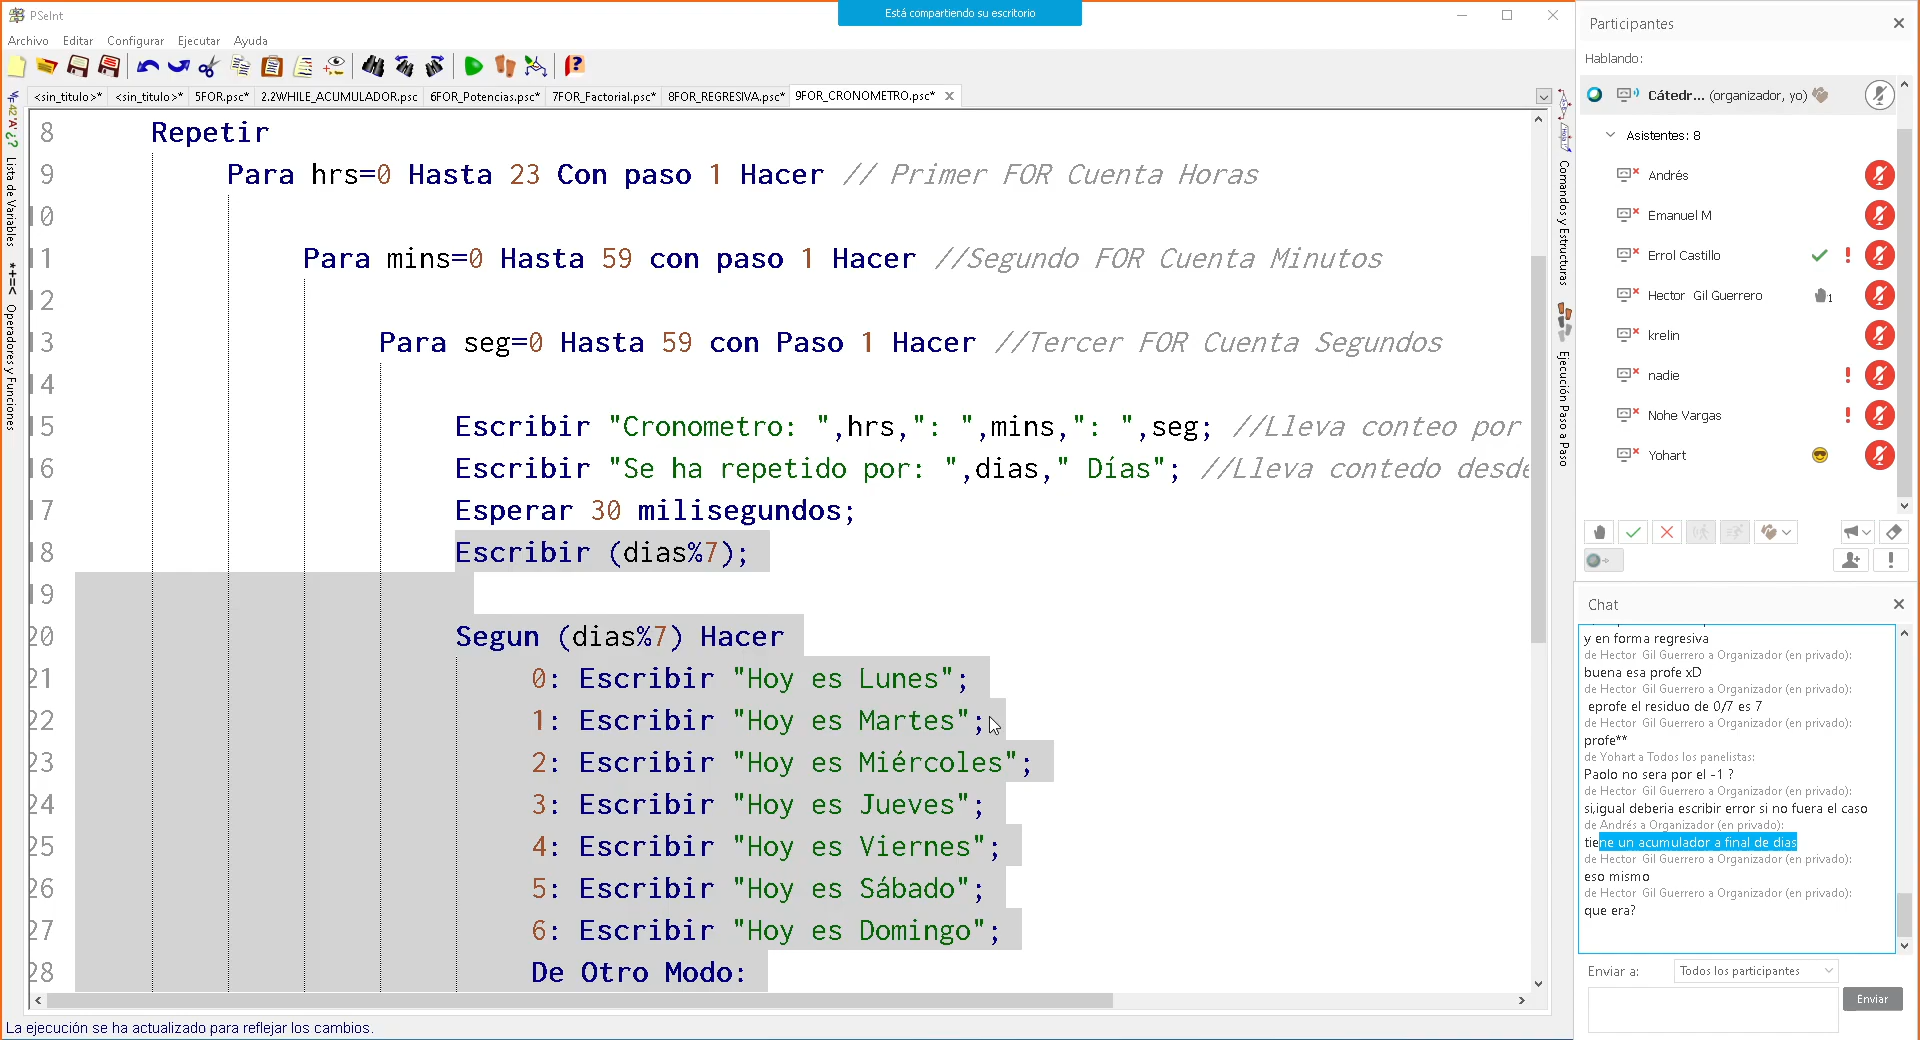 PSeInt
Está compartiendo su escritorio
Archivo Editar Configurar Ejecutar Ayuda
<sin_titulo>* <sin_titulo>* 5FOR.psc* 2.2WHILE_ACUMULADOR.psc 6FOR_Potencias.psc* 7FOR_Factorial.psc* 8FOR_REGRESIVA.psc* 9FOR_CRONOMETRO.psc*
Lista de Variables
Operadores y Funciones
8 Repetir
9 Para hrs=0 Hasta 23 Con paso 1 Hacer // Primer FOR Cuenta Horas
10
11 Para mins=0 Hasta 59 con paso 1 Hacer //Segundo FOR Cuenta Minutos
12
13 Para seg=0 Hasta 59 con Paso 1 Hacer //Tercer FOR Cuenta Segundos
14
15 Escribir "Cronometro: ",hrs,": ",mins,": ",seg; //Lleva conteo por
16 Escribir "Se ha repetido por: ",dias," Días"; //Lleva contedo desde
17 Esperar 30 milisegundos;
18 Escribir (dias%7);
19
20 Segun (dias%7) Hacer
21 0: Escribir "Hoy es Lunes";
22 1: Escribir "Hoy es Martes";
23 2: Escribir "Hoy es Miércoles";
24 3: Escribir "Hoy es Jueves";
25 4: Escribir "Hoy es Viernes";
26 5: Escribir "Hoy es Sábado";
27 6: Escribir "Hoy es Domingo";
28 De Otro Modo:
La ejecución se ha actualizado para reflejar los cambios.
Comandos y Estructuras
Ejecución Paso a Paso
Participantes
Hablando:
Cátedr... (organizador, yo)
Asistentes: 8
Andrés
Emanuel M
Errol Castillo
Hector Gil Guerrero 1
krelin
nadie
Nohe Vargas
Yohart
Chat
y en forma regresiva
de Hector Gil Guerrero a Organizador (en privado):
buena esa profe xD
de Hector Gil Guerrero a Organizador (en privado):
eprofe el residuo de 0/7 es 7
de Hector Gil Guerrero a Organizador (en privado):
profe**
de Yohart a Todos los panelistas:
Paolo no sera por el -1 ?
de Hector Gil Guerrero a Organizador (en privado):
si,igual deberia escribir error si no fuera el caso
de Andrés a Organizador (en privado):
tiene un acumulador a final de dias
de Hector Gil Guerrero a Organizador (en privado):
eso mismo
de Hector Gil Guerrero a Organizador (en privado):
que era?
Enviar a: Todos los participantes
Enviar